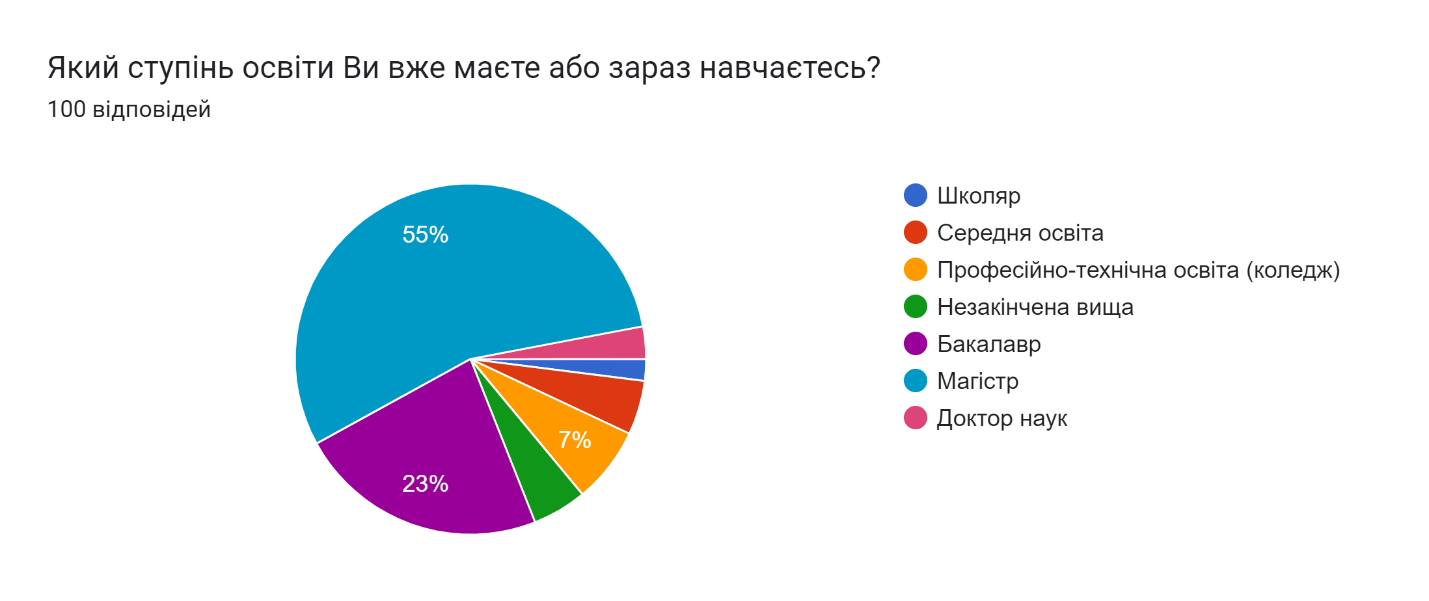 Який ступінь освіти Ви вже маєте або зараз навчаєтесь?
100 відповідей
55%
7%
23%
Школяр
Середня освіта
Професійно-технічна освіта (коледж)
Незакінчена вища
Бакалавр
Магістр
Доктор наук